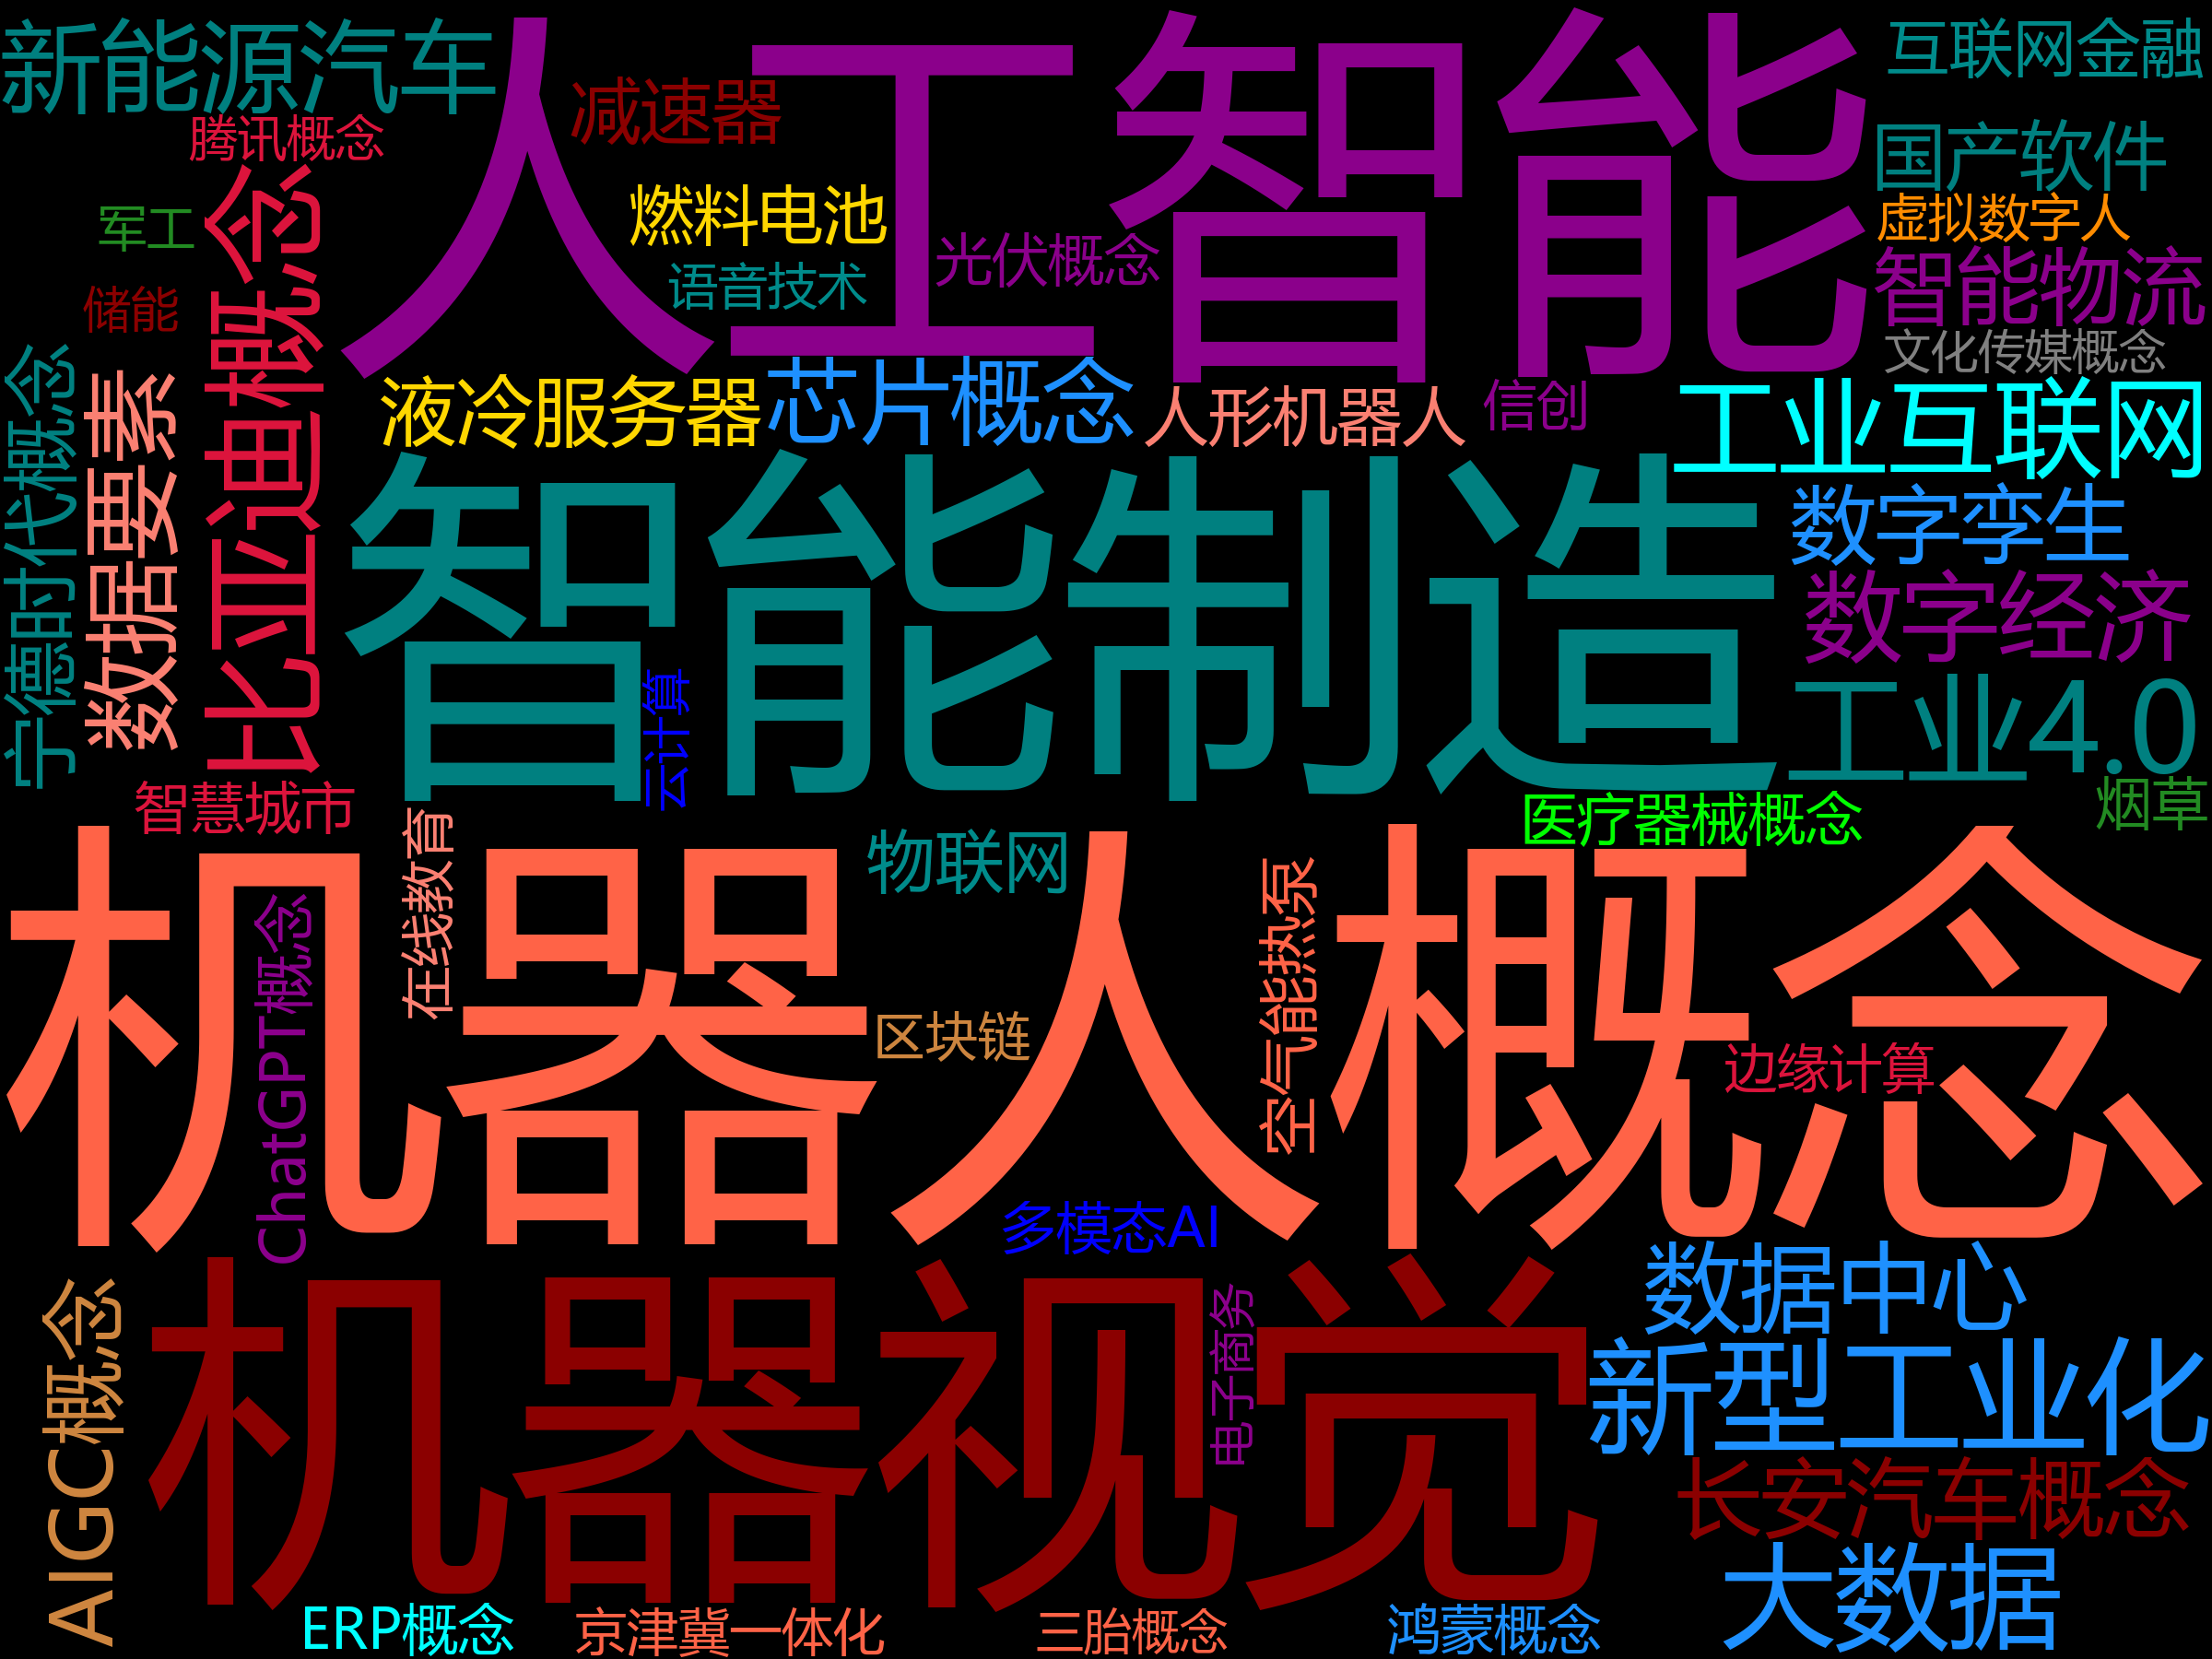 新能源汽车
人工智能
互联网金融
减速器
腾讯概念
国产软件
燃料电池
虚拟数字人
军工
光伏概念
智能物流
语音技术
储能
文化传媒概念
比亚迪概念
宁德时代概念
数据要素
液冷服务器
芯片概念
人形机器人
信创
工业互联网
智能制造
数字孪生
数字经济
云计算
工业4.0
智慧城市
医疗器械概念
烟草
机器人概念
在线教育
物联网
空气能热泵
ChatGPT概念
区块链
边缘计算
多模态AI
数据中心
AIGC概念
机器视觉
电子商务
新型工业化
长安汽车概念
大数据
ERP概念
京津冀一体化
三胎概念
鸿蒙概念